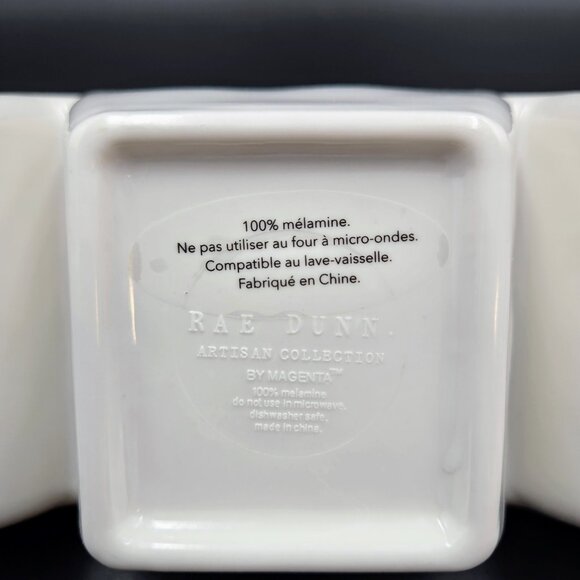 100% mélamine.
Ne pas utiliser au four à micro-ondes.
Compatible au lave-vaisselle.
Fabriqué en Chine.
RAE DUNN.
ARTISAN COLLECTION
BY MAGENTA™
100% melamine
do not use in microwave.
dishwasher safe.
made in china.